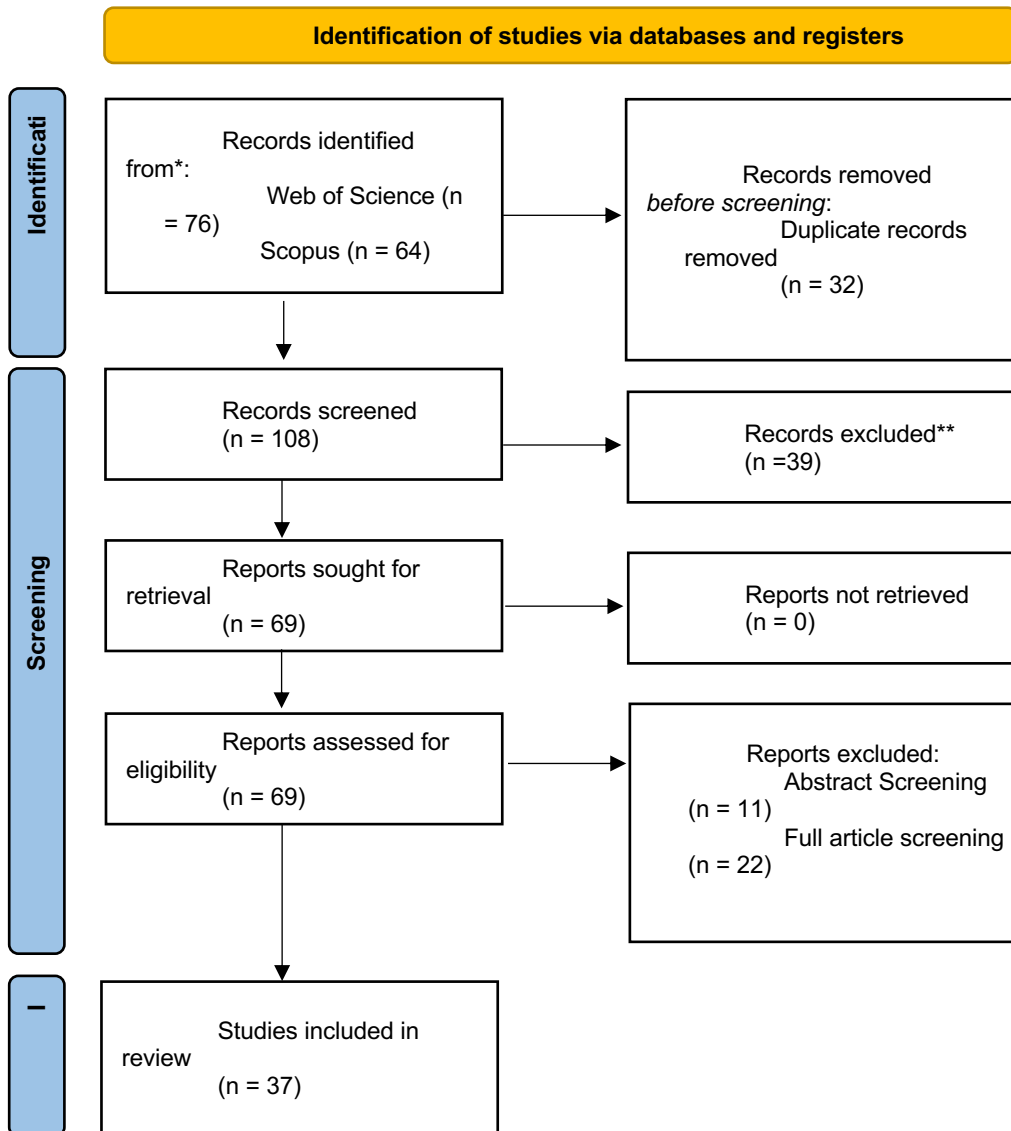 Identification of studies via databases and registers
Identificati
Records identified
from*:
Web of Science (n
= 76)
Scopus (n = 64)
Records removed
before screening:
Duplicate records
removed
(n = 32)
Screening
Records screened
(n = 108)
Records excluded**
(n =39)
Reports sought for
retrieval
(n = 69)
Reports not retrieved
(n = 0)
Reports assessed for
eligibility
(n = 69)
Reports excluded:
Abstract Screening
(n = 11)
Full article screening
(n = 22)
I
Studies included in
review
(n = 37)